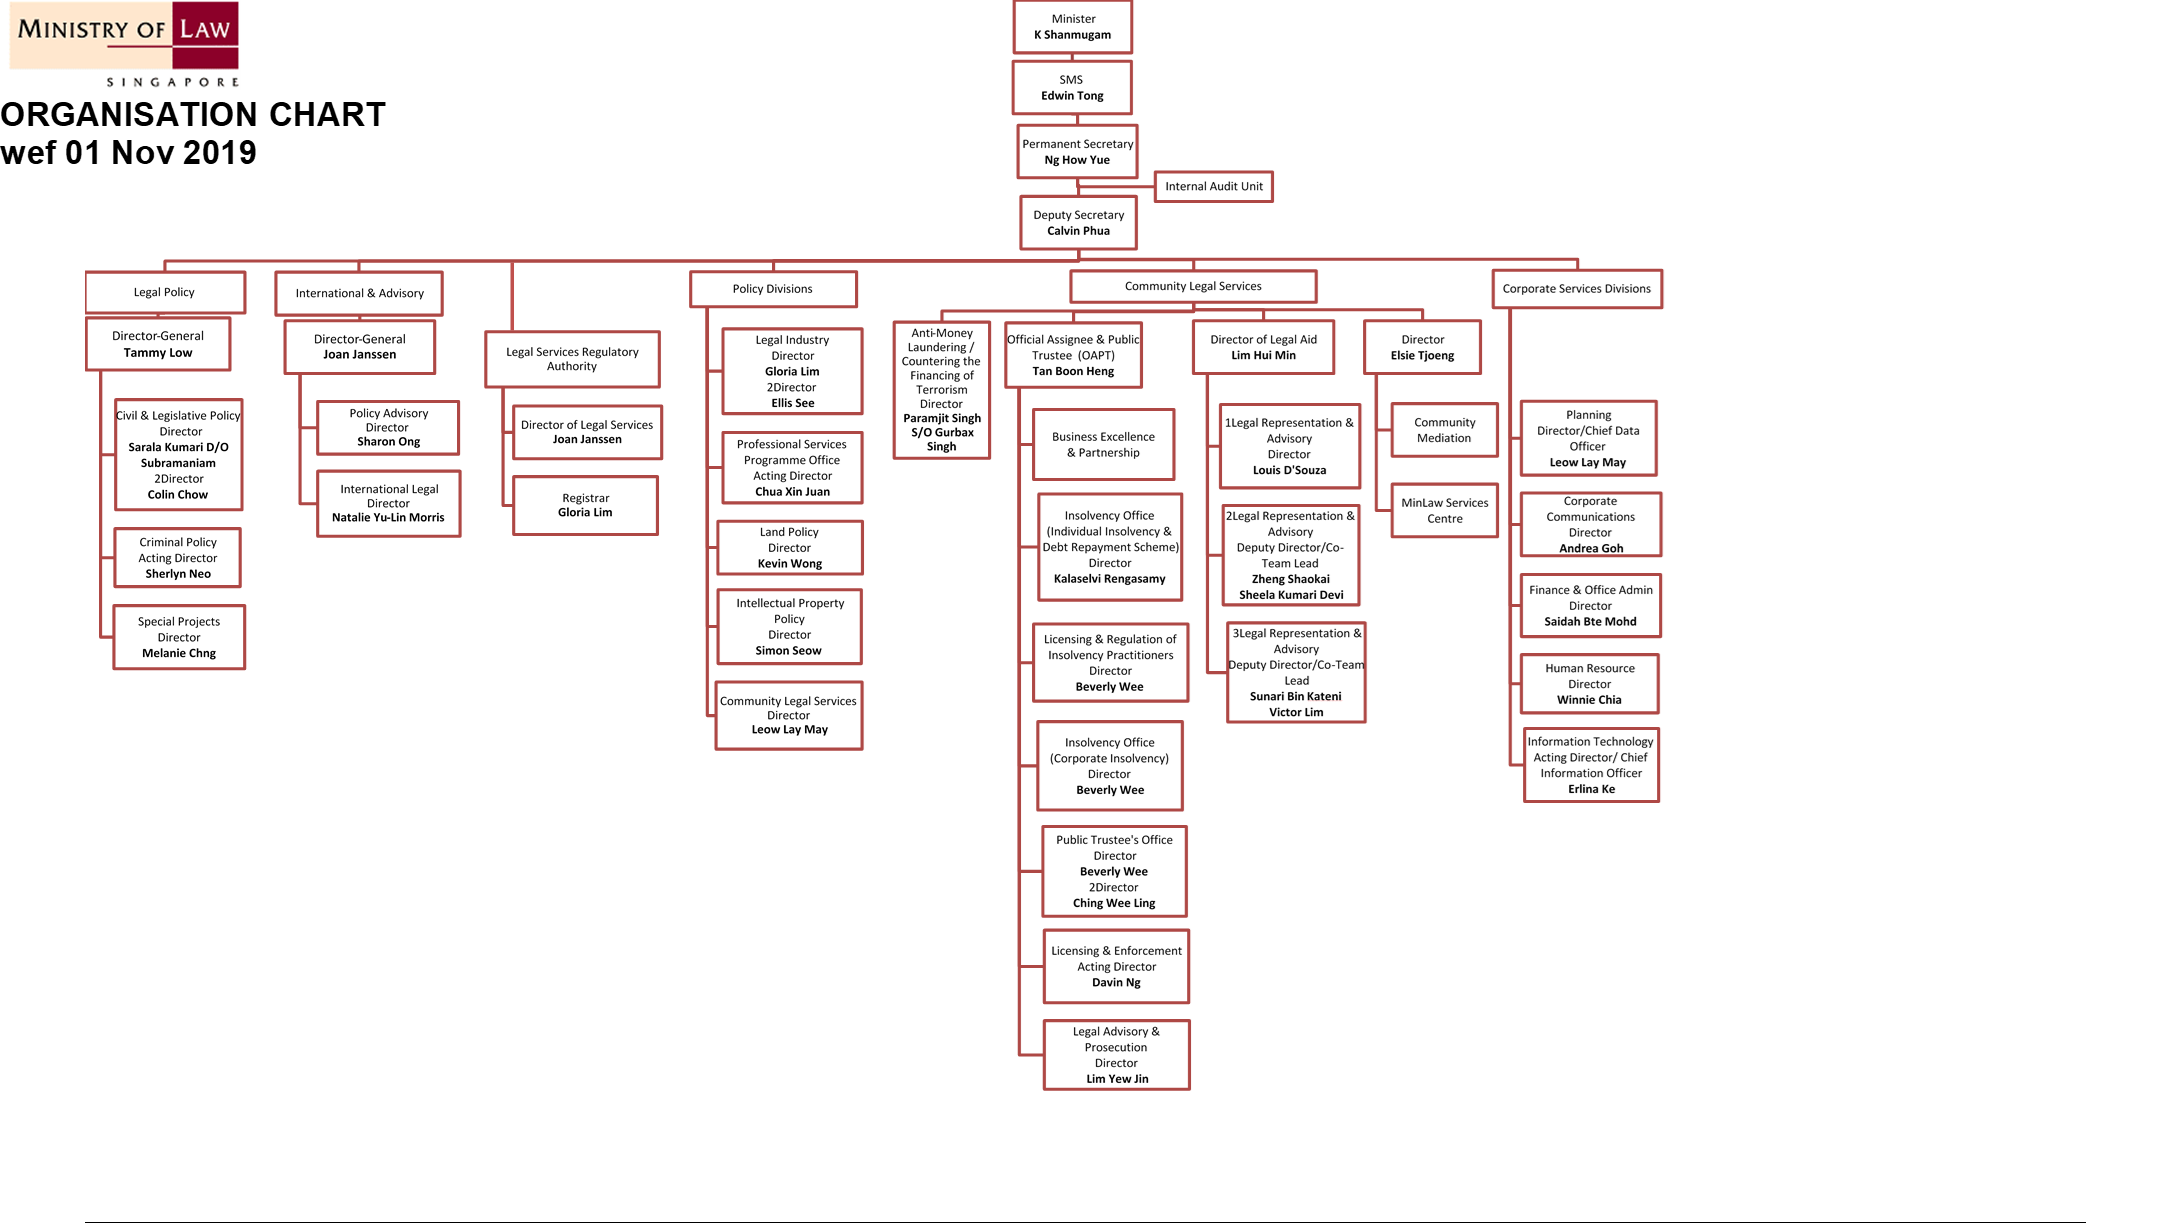 MINISTRY OF LAW
SINGAPORE
ORGANISATION CHART
wef 01 Nov 2019
Minister
K Shanmugam
SMS
Edwin Tong
Permanent Secretary
Ng How Yue
Internal Audit Unit
Deputy Secretary
Calvin Phua
Legal Policy
Director-General
Tammy Low
Civil & Legislative Policy
Director
Sarala Kumari D/O
Subramaniam
2Director
Colin Chow
Criminal Policy
Acting Director
Sherlyn Neo
Special Projects
Director
Melanie Chng
International & Advisory
Director-General
Joan Janssen
Policy Advisory
Director
Sharon Ong
International Legal
Director
Natalie Yu-Lin Morris
Legal Services Regulatory
Authority
Director of Legal Services
Joan Janssen
Registrar
Gloria Lim
Policy Divisions
Legal Industry
Director
Gloria Lim
2Director
Ellis See
Professional Services
Programme Office
Acting Director
Chua Xin Juan
Land Policy
Director
Kevin Wong
Intellectual Property
Policy
Director
Simon Seow
Community Legal Services
Director
Leow Lay May
Community Legal Services
Anti-Money
Laundering /
Countering the
Financing of
Terrorism
Director
Paramjit Singh
S/O Gurbax
Singh
Official Assignee & Public
Trustee (OAPT)
Tan Boon Heng
Business Excellence
& Partnership
Insolvency Office
(Individual Insolvency &
Debt Repayment Scheme)
Director
Kalaselvi Rengasamy
Licensing & Regulation of
Insolvency Practitioners
Director
Beverly Wee
Insolvency Office
(Corporate Insolvency)
Director
Beverly Wee
Public Trustee's Office
Director
Beverly Wee
2Director
Ching Wee Ling
Licensing & Enforcement
Acting Director
Davin Ng
Legal Advisory &
Prosecution
Director
Lim Yew Jin
Director of Legal Aid
Lim Hui Min
1Legal Representation &
Advisory
Director
Louis D'Souza
2Legal Representation &
Advisory
Deputy Director/Co-
Team Lead
Zheng Shaokai
Sheela Kumari Devi
3Legal Representation &
Advisory
Deputy Director/Co-Team
Lead
Sunari Bin Kateni
Victor Lim
Director
Elsie Tjoeng
Community
Mediation
MinLaw Services
Centre
Corporate Services Divisions
Planning
Director/Chief Data
Officer
Leow Lay May
Corporate
Communications
Director
Andrea Goh
Finance & Office Admin
Director
Saidah Bte Mohd
Human Resource
Director
Winnie Chia
Information Technology
Acting Director/ Chief
Information Officer
Erlina Ke